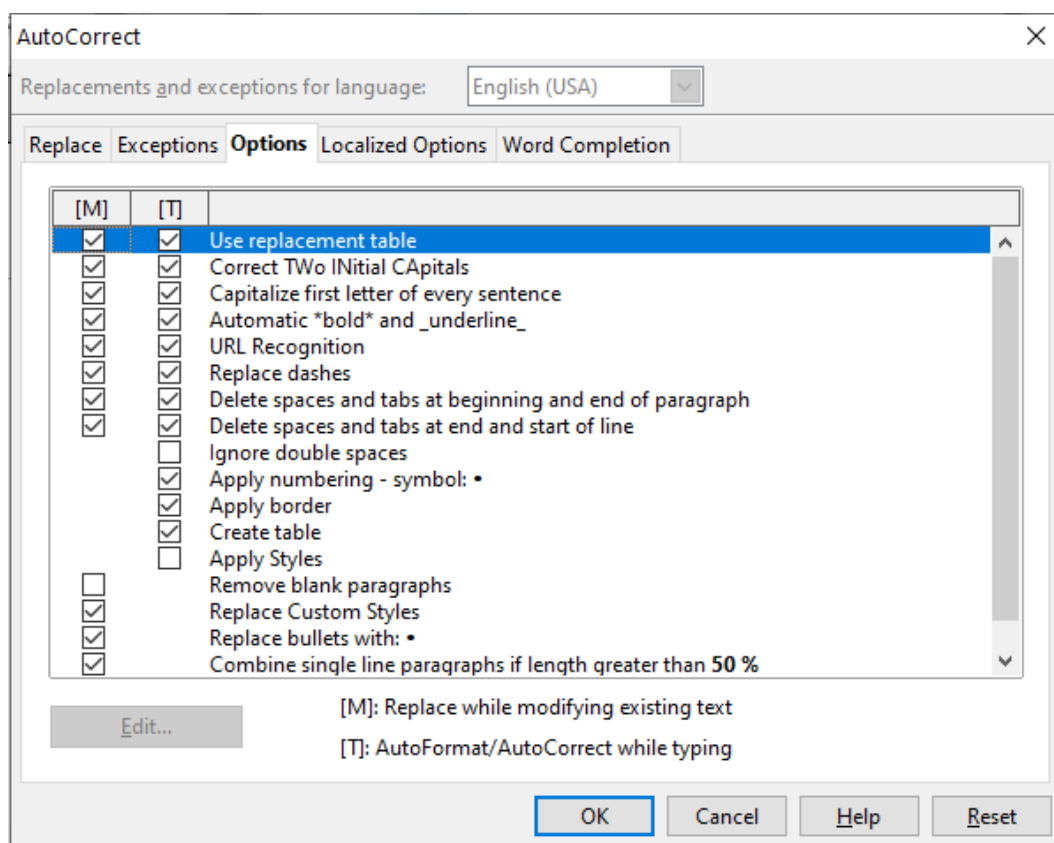 AutoCorrect
Replacements and exceptions for language: English (USA)
Replace Exceptions Options Localized Options Word Completion
[M] [T]
Use replacement table
Correct TWo INitial CApitals
Capitalize first letter of every sentence
Automatic *bold* and _underline_
URL Recognition
Replace dashes
Delete spaces and tabs at beginning and end of paragraph
Delete spaces and tabs at end and start of line
Ignore double spaces
Apply numbering - symbol: •
Apply border
Create table
Apply Styles
Remove blank paragraphs
Replace Custom Styles
Replace bullets with: •
Combine single line paragraphs if length greater than 50 %
[M]: Replace while modifying existing text
Edit...
[T]: AutoFormat/AutoCorrect while typing
OK Cancel Help Reset